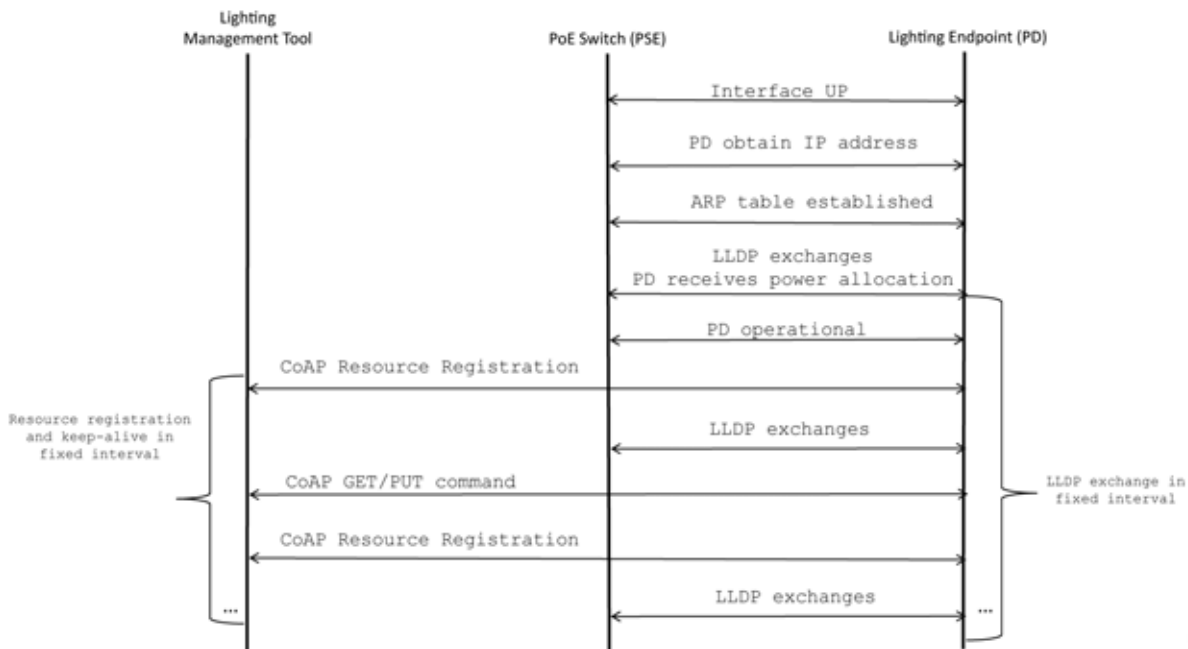 Lighting
Management Tool
PoE Switch (PSE)
Lighting Endpoint (PD)
Interface UP
PD obtain IP address
ARP table established
LLDP exchanges
PD receives power allocation
PD operational
CoAP Resource Registration
Resource registration
and keep-alive in
fixed interval
LLDP exchanges
CoAP GET/PUT command
LLDP exchange in
fixed interval
CoAP Resource Registration
LLDP exchanges
...
...